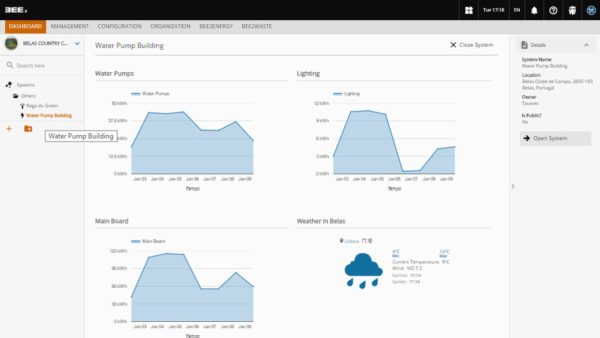 BEE2
Tue 17:18
EN
DASHBOARD MANAGEMENT CONFIGURATION ORGANIZATION BEE2ENERGY BEE2WASTE
BELAS COUNTRY C...
Search here
Systems
Others
Rega do Green
Water Pump Building
Water Pump Building
Water Pump Building
Close System
Water Pumps
Water Pumps
50 kWh
37.5 kWh
12.5 kWh
0 kWh
Jan 03 Jan 04 Jan 05 Jan 06 Jan 07 Jan 08 Jan 09
Tempo
Lighting
Lighting
12 kWh
9 kWh
6 kWh
3 kWh
0 kWh
Jan 03 Jan 04 Jan 05 Jan 06 Jan 07 Jan 08 Jan 09
Tempo
Main Board
Main Board
120 kWh
90 kWh
60 kWh
30 kWh
0 kWh
Jan 03 Jan 04 Jan 05 Jan 06 Jan 07 Jan 08 Jan 09
Tempo
Weather in Belas
Lisboa 17:18
Min
Max
Current Temperature: 9ºC
Wind: NO 7.2
Sunrise: 07:54
Sunset: 17:34
Details
System Name
Water Pump Building
Location
Belas Clube de Campo, 2605-193
Belas, Portugal
Owner
Tavares
Is Public?
No
Open System